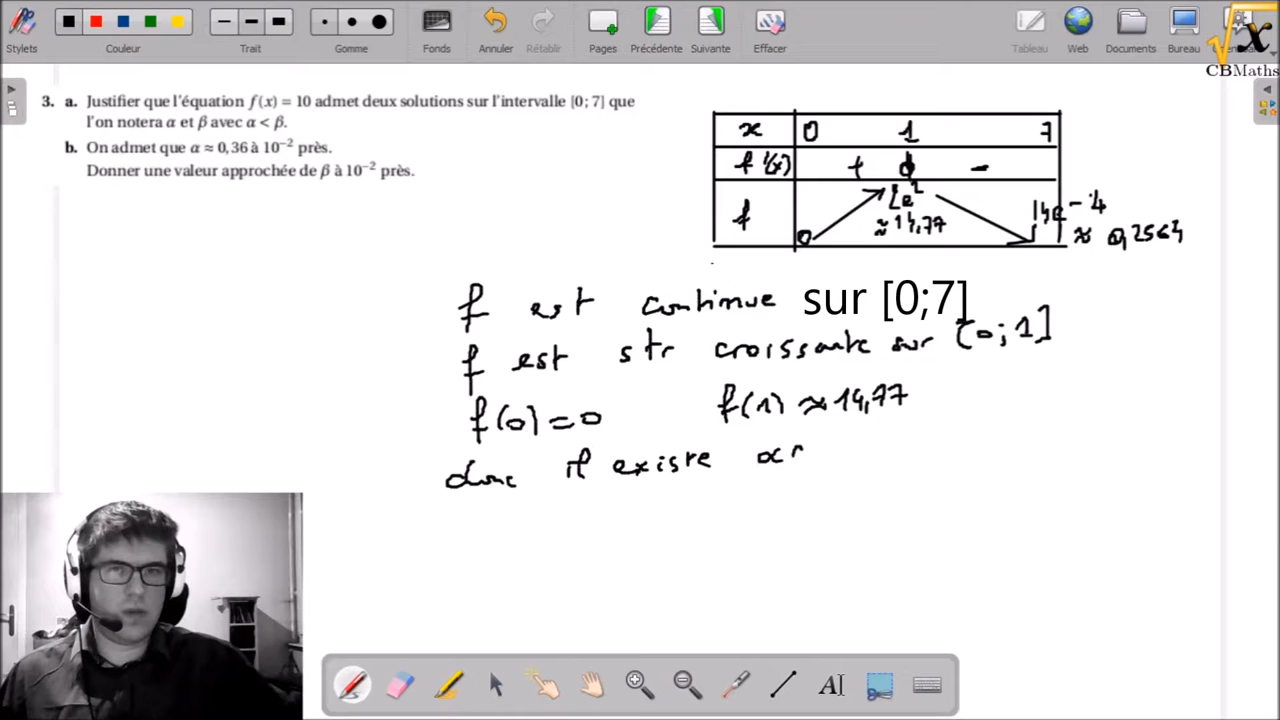 Stylets
Couleur
Trait
Gomme
Fonds
Annuler
Rétablir
Pages
Précédente
Suivante
Effacer
Tableau
Web
Documents
Bureau
CBMaths
3. a. Justifier que l'équation f(x) = 10 admet deux solutions sur l'intervalle [0; 7] que
l'on notera α et β avec α < β.
b. On admet que α ≈ 0,36 à 10⁻² près.
Donner une valeur approchée de β à 10⁻² près.
x 0 1 7
f'(x) + 0 -
f 0 2e² ≈ 14,77 14e⁻⁴ ≈ 0,2564
f est continue sur [0;7]
f est str croissante sur [0;1]
f(0)=0 f(1) ≈ 14,77
donc il existe α
AI